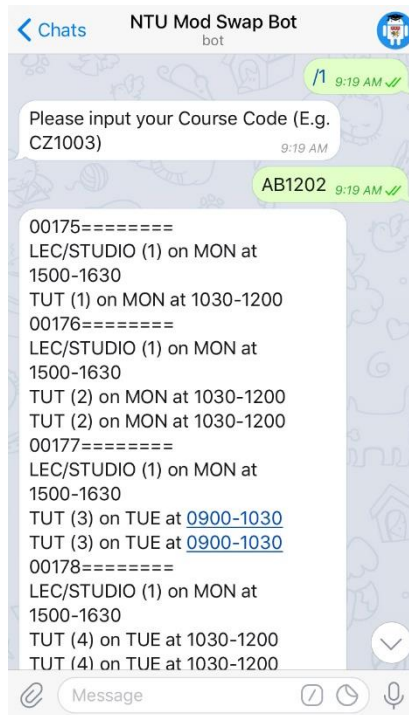 Chats
NTU Mod Swap Bot
bot
/1 9:19 AM
Please input your Course Code (E.g.
CZ1003)
9:19 AM
AB1202 9:19 AM
00175========
LEC/STUDIO (1) on MON at
1500-1630
TUT (1) on MON at 1030-1200
00176========
LEC/STUDIO (1) on MON at
1500-1630
TUT (2) on MON at 1030-1200
TUT (2) on MON at 1030-1200
00177========
LEC/STUDIO (1) on MON at
1500-1630
TUT (3) on TUE at 0900-1030
TUT (3) on TUE at 0900-1030
00178========
LEC/STUDIO (1) on MON at
1500-1630
TUT (4) on TUE at 1030-1200
TUT (4) on TUE at 1030-1200
Message